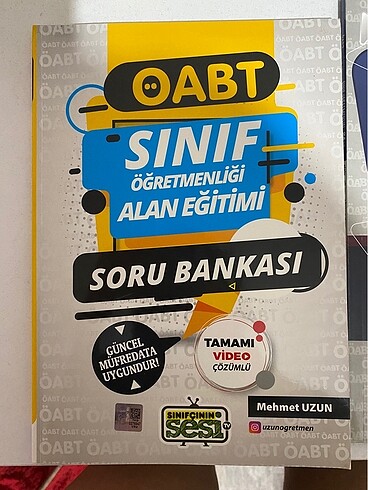 ÖABT
SINIF
ÖĞRETMENLİĞİ
ALAN EĞİTİMİ
SORU BANKASI
GÜNCEL
MÜFREDATA
UYGUNDUR!
TAMAMI
VİDEO
ÇÖZÜMLÜ
SINIFÇININ
SESİ TV
Mehmet UZUN
uzunogretmen